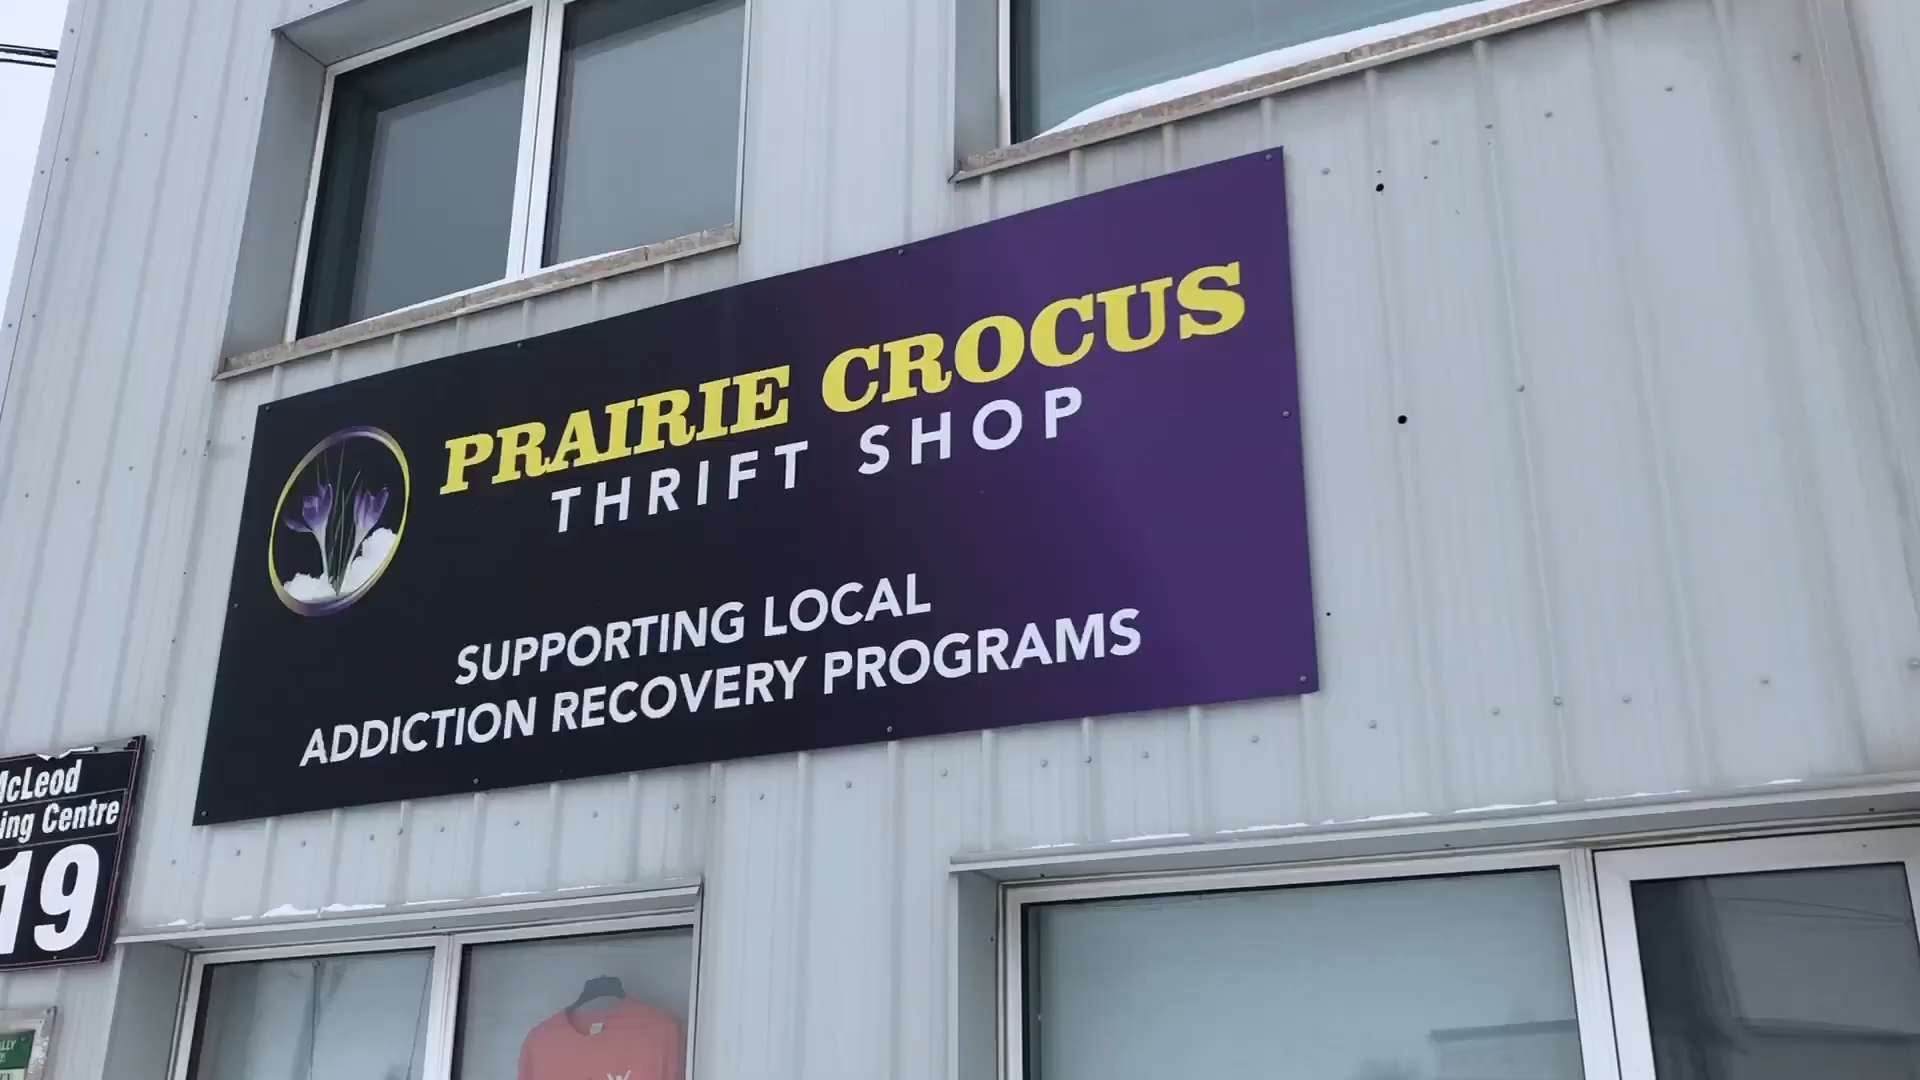 PRAIRIE CROCUS
THRIFT SHOP
SUPPORTING LOCAL
ADDICTION RECOVERY PROGRAMS
McLeod
Centre
19